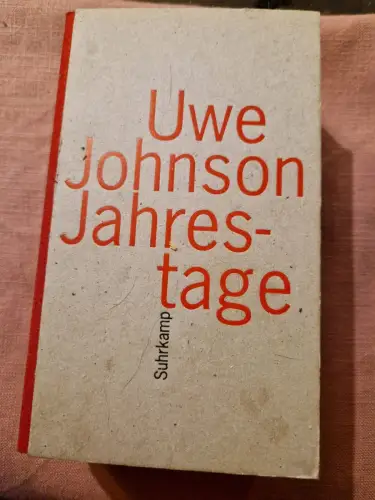 Uwe
Johnson
Jahres-
tage
Suhrkamp